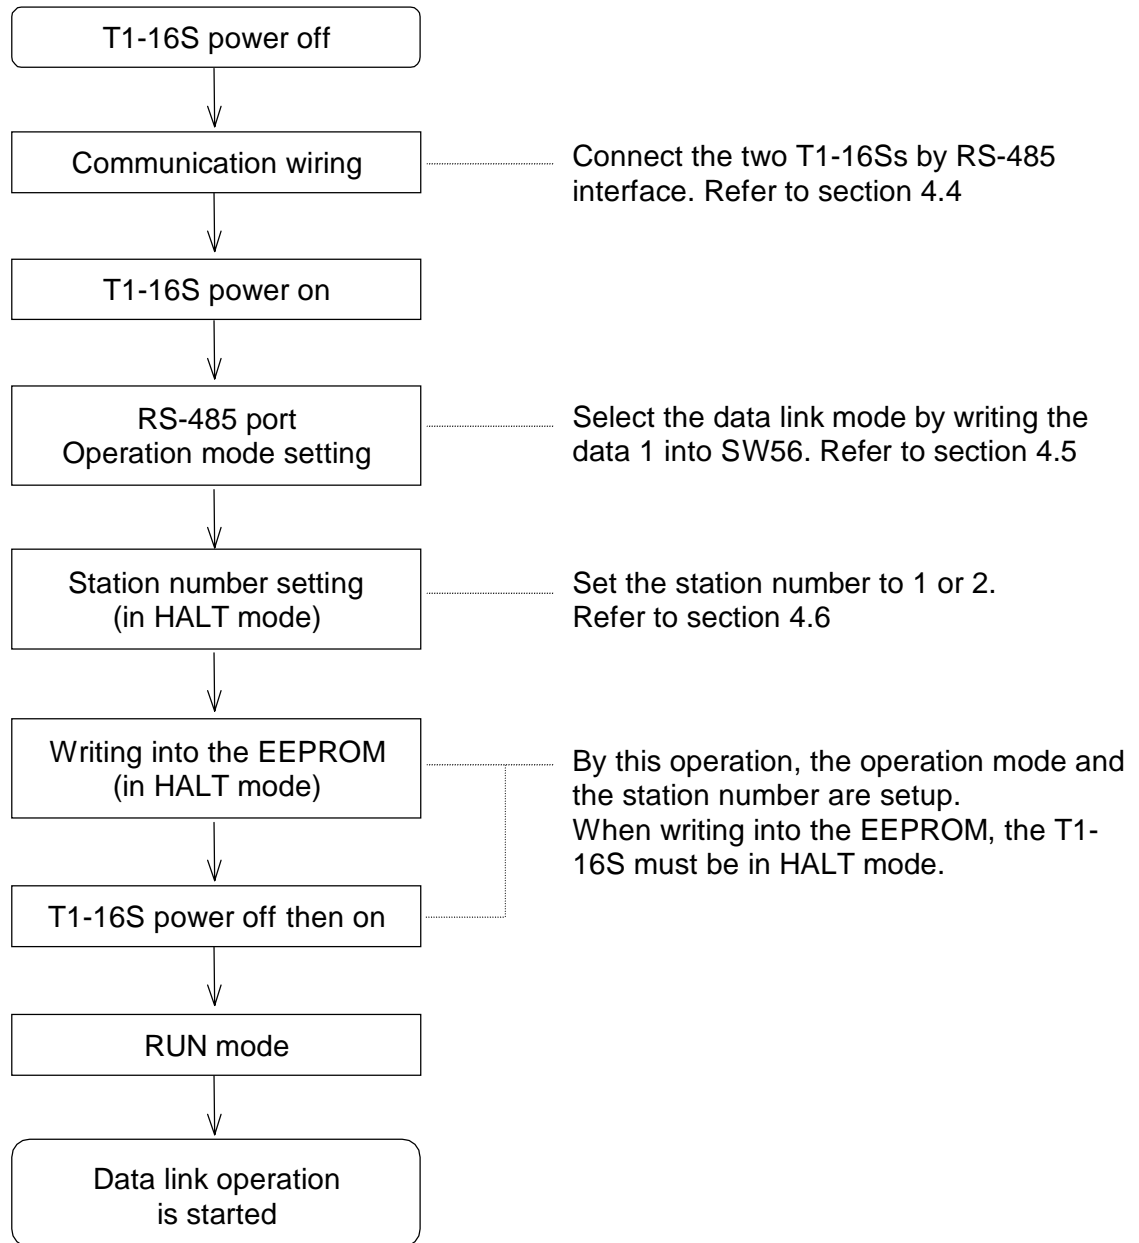 T1-16S power off
Communication wiring
Connect the two T1-16Ss by RS-485
interface. Refer to section 4.4
T1-16S power on
RS-485 port
Operation mode setting
Select the data link mode by writing the
data 1 into SW56. Refer to section 4.5
Station number setting
(in HALT mode)
Set the station number to 1 or 2.
Refer to section 4.6
Writing into the EEPROM
(in HALT mode)
By this operation, the operation mode and
the station number are setup.
When writing into the EEPROM, the T1-
16S must be in HALT mode.
T1-16S power off then on
RUN mode
Data link operation
is started